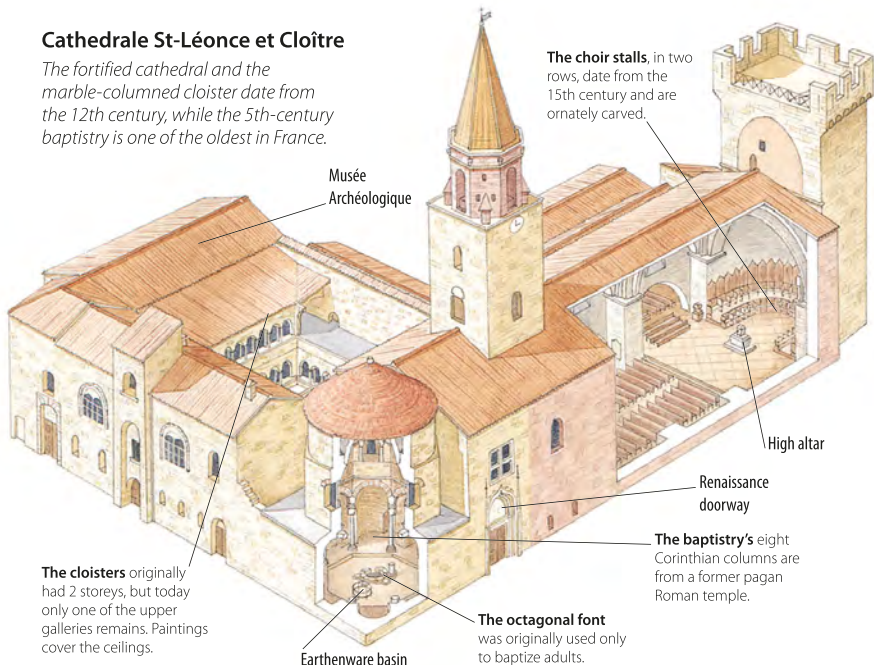 Cathedrale St-Léonce et Cloître
The fortified cathedral and the
marble-columned cloister date from
the 12th century, while the 5th-century
baptistry is one of the oldest in France.
The choir stalls, in two
rows, date from the
15th century and are
ornately carved.
Musée
Archéologique
High altar
Renaissance
doorway
The baptistry's eight
Corinthian columns are
from a former pagan
Roman temple.
The cloisters originally
had 2 storeys, but today
only one of the upper
galleries remains. Paintings
cover the ceilings.
The octagonal font
was originally used only
to baptize adults.
Earthenware basin